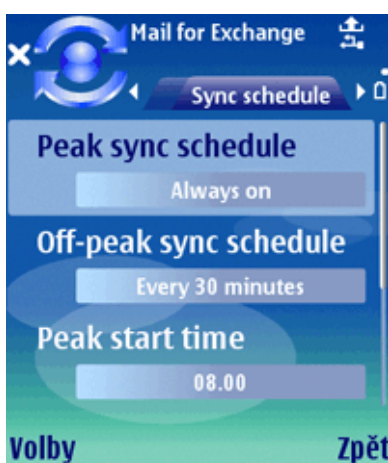 Mail for Exchange
Sync schedule
Peak sync schedule
Always on
Off-peak sync schedule
Every 30 minutes
Peak start time
08.00
Volby Zpět